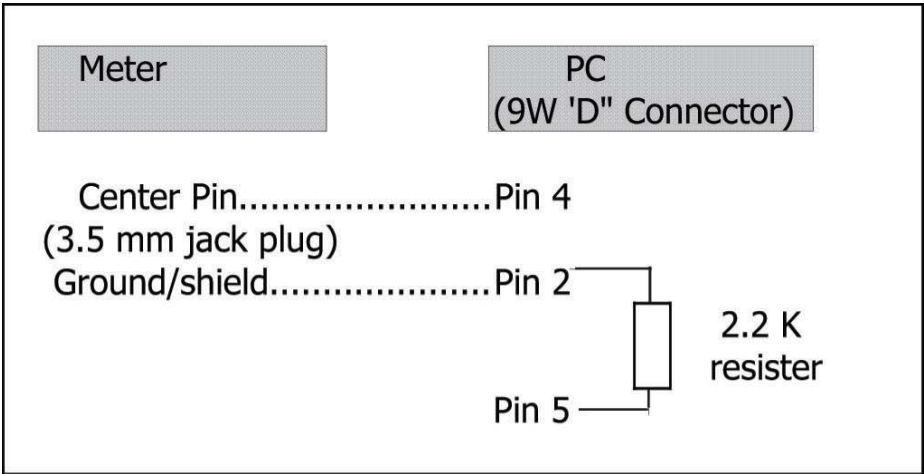 Meter
PC
(9W 'D" Connector)
Center Pin........................Pin 4
(3.5 mm jack plug)
Ground/shield.....................Pin 2
2.2 K
resister
Pin 5